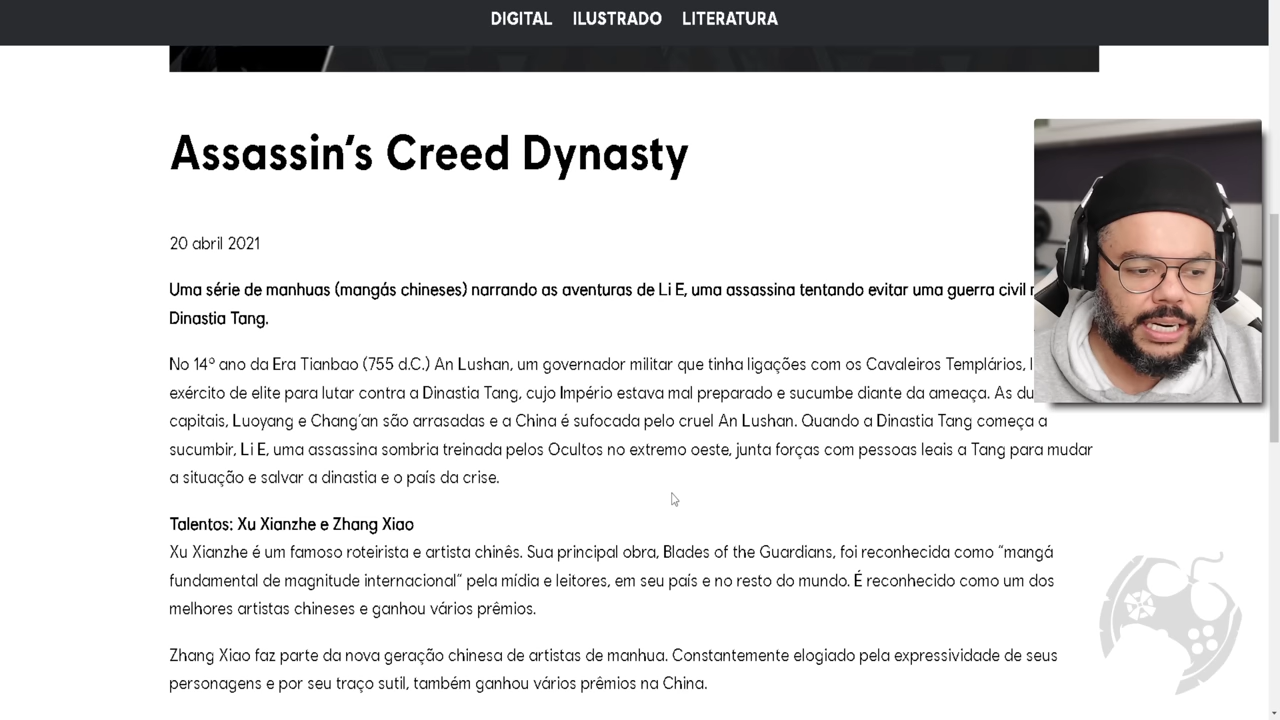 DIGITAL ILUSTRADO LITERATURA
Assassin’s Creed Dynasty
20 abril 2021
Uma série de manhuas (mangás chineses) narrando as aventuras de Li E, uma assassina tentando evitar uma guerra civil
Dinastia Tang.
No 14º ano da Era Tianbao (755 d.C.) An Lushan, um governador militar que tinha ligações com os Cavaleiros Templários,
exército de elite para lutar contra a Dinastia Tang, cujo Império estava mal preparado e sucumbe diante da ameaça. As
capitais, Luoyang e Chang’an são arrasadas e a China é sufocada pelo cruel An Lushan. Quando a Dinastia Tang começa a
sucumbir, Li E, uma assassina sombria treinada pelos Ocultos no extremo oeste, junta forças com pessoas leais a Tang para mudar
a situação e salvar a dinastia e o país da crise.
Talentos: Xu Xianzhe e Zhang Xiao
Xu Xianzhe é um famoso roteirista e artista chinês. Sua principal obra, Blades of the Guardians, foi reconhecida como “mangá
fundamental de magnitude internacional” pela mídia e leitores, em seu país e no resto do mundo. É reconhecido como um dos
melhores artistas chineses e ganhou vários prêmios.
Zhang Xiao faz parte da nova geração chinesa de artistas de manhua. Constantemente elogiado pela expressividade de seus
personagens e por seu traço sutil, também ganhou vários prêmios na China.